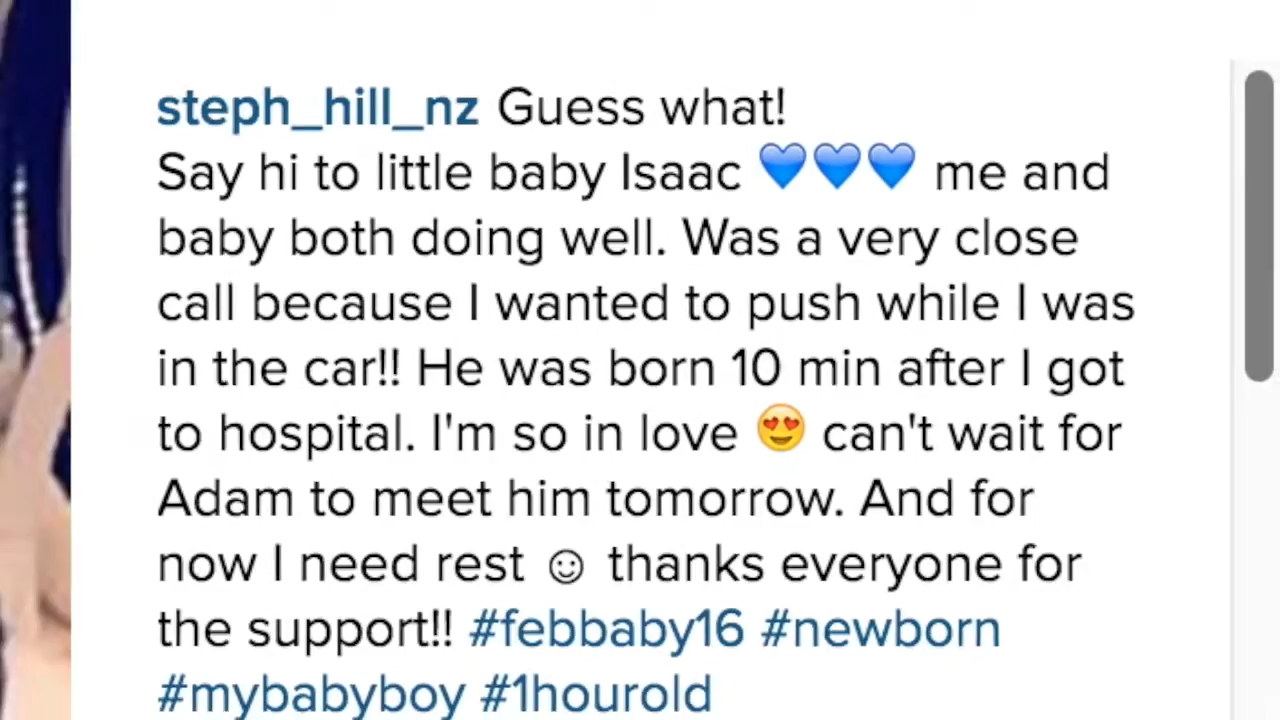 steph_hill_nz Guess what!
Say hi to little baby Isaac 💙💙💙 me and
baby both doing well. Was a very close
call because I wanted to push while I was
in the car!! He was born 10 min after I got
to hospital. I'm so in love 😍 can't wait for
Adam to meet him tomorrow. And for
now I need rest ☺ thanks everyone for
the support!! #febbaby16 #newborn
#mybabyboy #1hourold